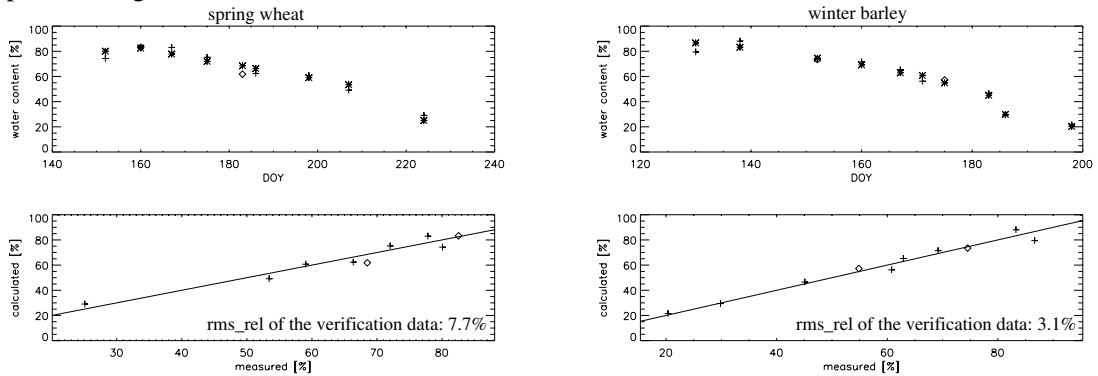 spring wheat
winter barley
100
80
60
40
20
0
water content [%]
140 160 180 200 220 240
DOY
100
80
60
40
20
0
water content [%]
120 140 160 180 200
DOY
100
80
60
40
20
0
calculated [%]
rms_rel of the verification data: 7.7%
30 40 50 60 70 80
measured [%]
100
80
60
40
20
0
calculated [%]
rms_rel of the verification data: 3.1%
20 40 60 80
measured [%]